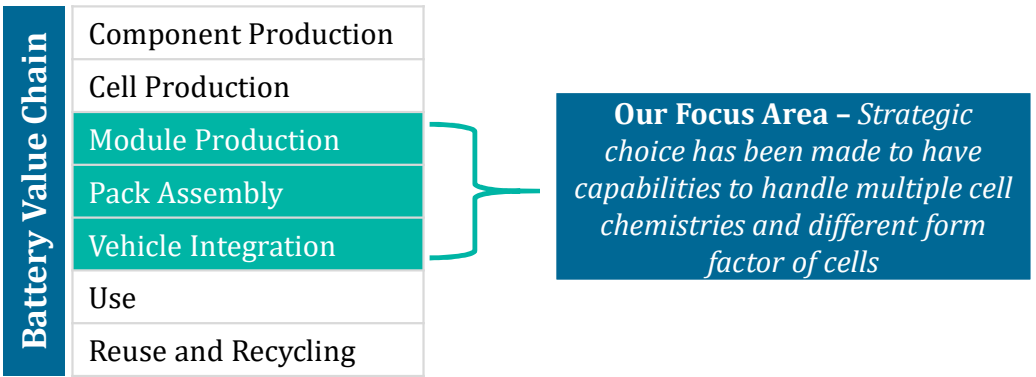 Battery Value Chain
Component Production
Cell Production
Module Production
Pack Assembly
Vehicle Integration
Use
Reuse and Recycling
Our Focus Area – Strategic
choice has been made to have
capabilities to handle multiple cell
chemistries and different form
factor of cells